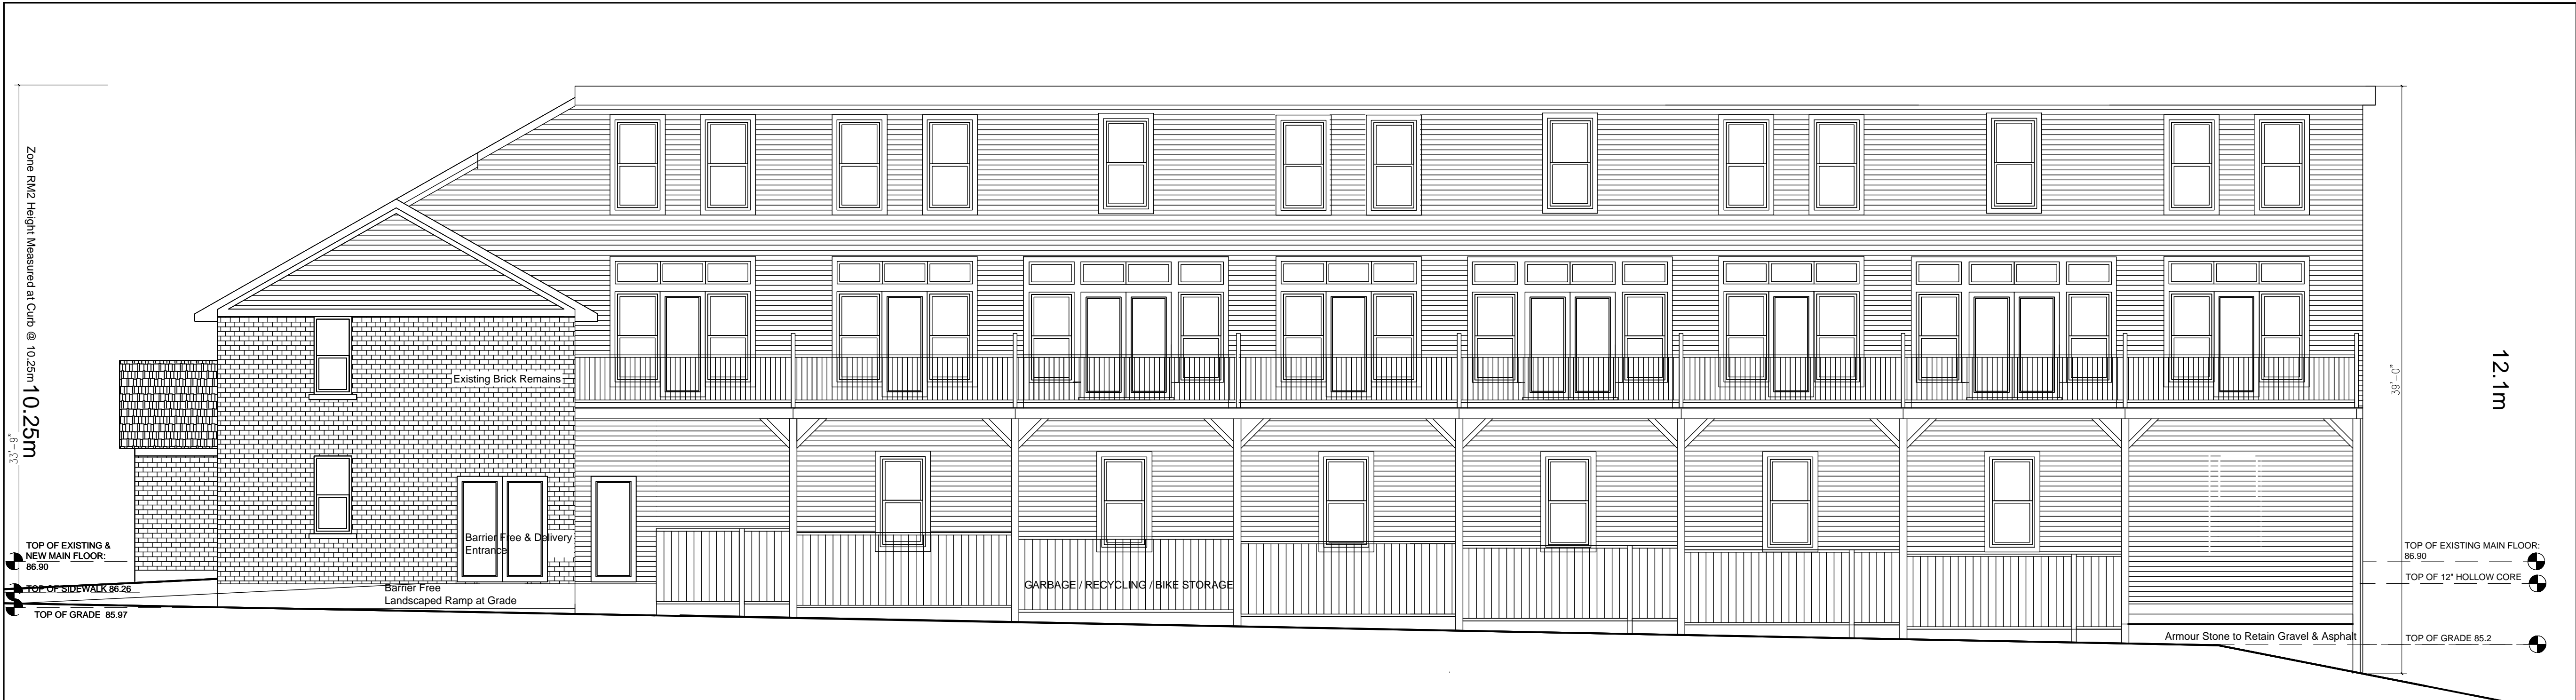 Zone RM2 Height Measured at Curb @ 10.25m
10.25m
33'-6"
TOP OF EXISTING &
NEW MAIN FLOOR:
86.90
TOP OF SIDEWALK 86.26
TOP OF GRADE 85.97
Existing Brick Remains
Barrier Free & Delivery
Entrance
Barrier Free
Landscaped Ramp at Grade
GARBAGE / RECYCLING / BIKE STORAGE
Armour Stone to Retain Gravel & Asphalt
39'-0"
12.1m
TOP OF EXISTING MAIN FLOOR:
86.90
TOP OF 12" HOLLOW CORE
TOP OF GRADE 85.2